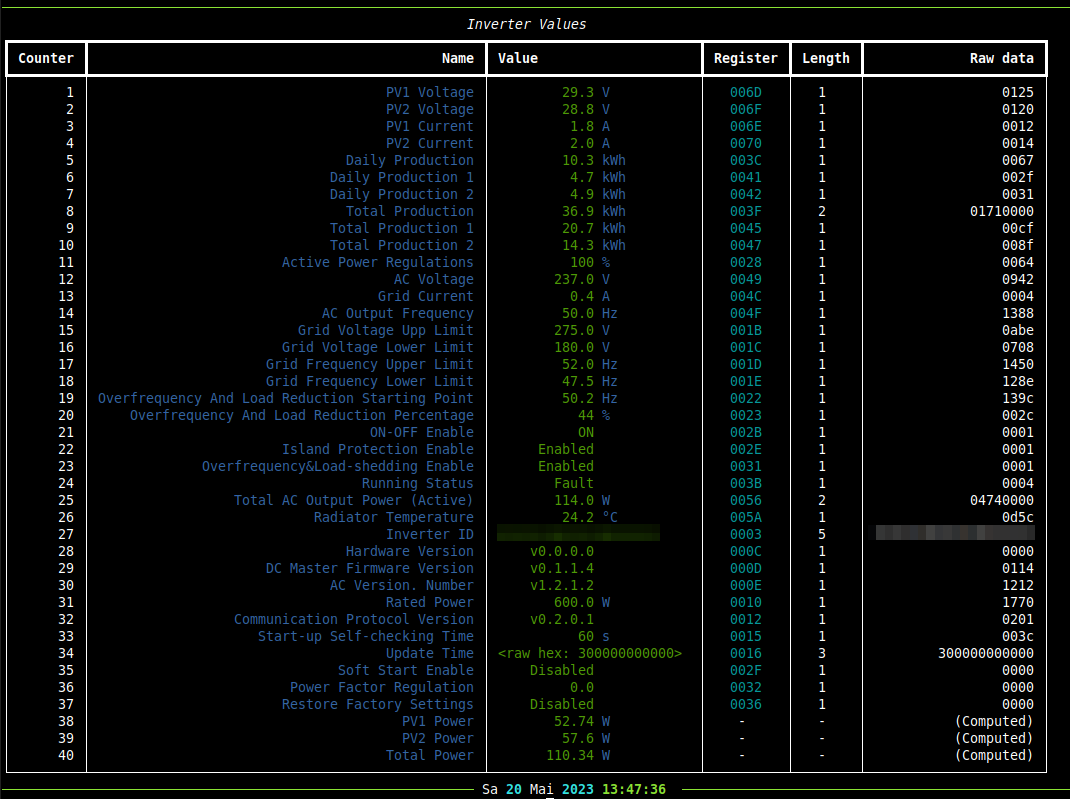 Inverter Values
Counter Name Value Register Length Raw data
1 PV1 Voltage 29.3 V 006D 1 0125
2 PV2 Voltage 28.8 V 006F 1 0120
3 PV1 Current 1.8 A 006E 1 0012
4 PV2 Current 2.0 A 0070 1 0014
5 Daily Production 10.3 kWh 003C 1 0067
6 Daily Production 1 4.7 kWh 0041 1 002f
7 Daily Production 2 4.9 kWh 0042 1 0031
8 Total Production 36.9 kWh 003F 2 01710000
9 Total Production 1 20.7 kWh 0045 1 00cf
10 Total Production 2 14.3 kWh 0047 1 008f
11 Active Power Regulations 100 % 0028 1 0064
12 AC Voltage 237.0 V 0049 1 0942
13 Grid Current 0.4 A 004C 1 0004
14 AC Output Frequency 50.0 Hz 004F 1 1388
15 Grid Voltage Upp Limit 275.0 V 001B 1 0abe
16 Grid Voltage Lower Limit 180.0 V 001C 1 0708
17 Grid Frequency Upper Limit 52.0 Hz 001D 1 1450
18 Grid Frequency Lower Limit 47.5 Hz 001E 1 128e
19 Overfrequency And Load Reduction Starting Point 50.2 Hz 0022 1 139c
20 Overfrequency And Load Reduction Percentage 44 % 0023 1 002c
21 ON-OFF Enable ON 002B 1 0001
22 Island Protection Enable Enabled 002E 1 0001
23 Overfrequency&Load-shedding Enable Enabled 0031 1 0001
24 Running Status Fault 003B 1 0004
25 Total AC Output Power (Active) 114.0 W 0056 2 04740000
26 Radiator Temperature 24.2 °C 005A 1 0d5c
27 Inverter ID 0003 5
28 Hardware Version v0.0.0.0 000C 1 0000
29 DC Master Firmware Version v0.1.1.4 000D 1 0114
30 AC Version. Number v1.2.1.2 000E 1 1212
31 Rated Power 600.0 W 0010 1 1770
32 Communication Protocol Version v0.2.0.1 0012 1 0201
33 Start-up Self-checking Time 60 s 0015 1 003c
34 Update Time <raw hex: 300000000000> 0016 3 300000000000
35 Soft Start Enable Disabled 002F 1 0000
36 Power Factor Regulation 0.0 0032 1 0000
37 Restore Factory Settings Disabled 0036 1 0000
38 PV1 Power 52.74 W - - (Computed)
39 PV2 Power 57.6 W - - (Computed)
40 Total Power 110.34 W - - (Computed)
Sa 20 Mai 2023 13:47:36